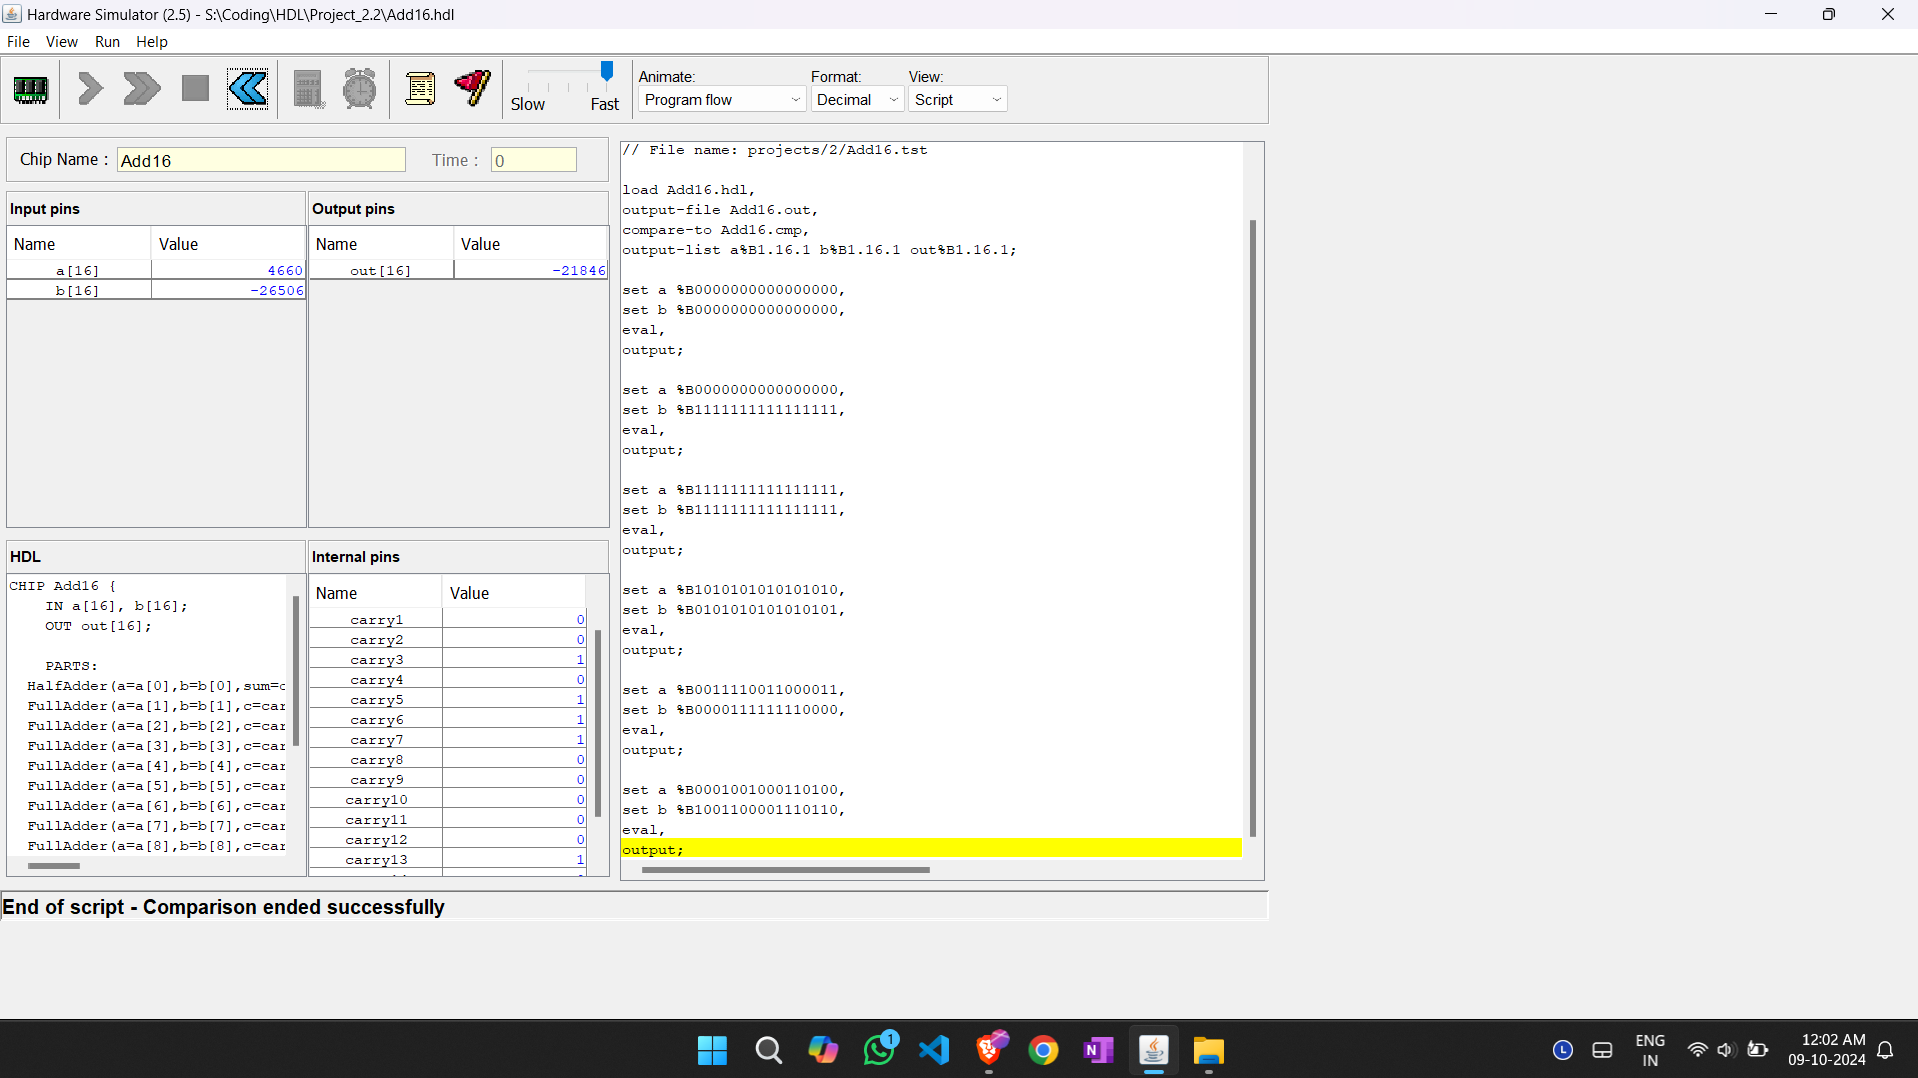 Hardware Simulator (2.5) - S:\Coding\HDL\Project_2.2\Add16.hdl
File View Run Help
Slow Fast
Animate: Format: View:
Program flow Decimal Script
Chip Name : Add16 Time : 0
Input pins
Name Value
a[16] 4660
b[16] -26506
Output pins
Name Value
out[16] -21846
HDL
CHIP Add16 {
IN a[16], b[16];
OUT out[16];
PARTS:
HalfAdder(a=a[0],b=b[0],sum=c
FullAdder(a=a[1],b=b[1],c=car
FullAdder(a=a[2],b=b[2],c=car
FullAdder(a=a[3],b=b[3],c=car
FullAdder(a=a[4],b=b[4],c=car
FullAdder(a=a[5],b=b[5],c=car
FullAdder(a=a[6],b=b[6],c=car
FullAdder(a=a[7],b=b[7],c=car
FullAdder(a=a[8],b=b[8],c=car
Internal pins
Name Value
carry1 0
carry2 0
carry3 1
carry4 0
carry5 1
carry6 1
carry7 1
carry8 0
carry9 0
carry10 0
carry11 0
carry12 0
carry13 1
// File name: projects/2/Add16.tst
load Add16.hdl,
output-file Add16.out,
compare-to Add16.cmp,
output-list a%B1.16.1 b%B1.16.1 out%B1.16.1;
set a %B0000000000000000,
set b %B0000000000000000,
eval,
output;
set a %B0000000000000000,
set b %B1111111111111111,
eval,
output;
set a %B1111111111111111,
set b %B1111111111111111,
eval,
output;
set a %B1010101010101010,
set b %B0101010101010101,
eval,
output;
set a %B0011110011000011,
set b %B0000111111110000,
eval,
output;
set a %B0001001000110100,
set b %B1001100001110110,
eval,
output;
End of script - Comparison ended successfully
1
N
L
ENG
IN
12:02 AM
09-10-2024